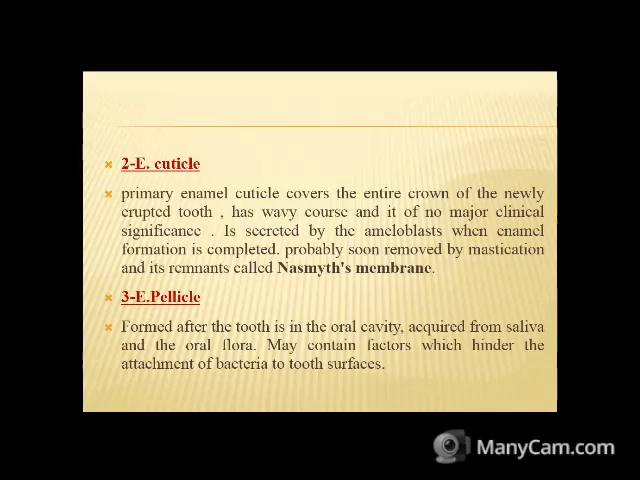 2-E. cuticle
primary enamel cuticle covers the entire crown of the newly
erupted tooth , has wavy course and it of no major clinical
significance . Is secreted by the ameloblasts when enamel
formation is completed. probably soon removed by mastication
and its remnants called Nasmyth's membrane.
3-E.Pellicle
Formed after the tooth is in the oral cavity, acquired from saliva
and the oral flora. May contain factors which hinder the
attachment of bacteria to tooth surfaces.
ManyCam.com